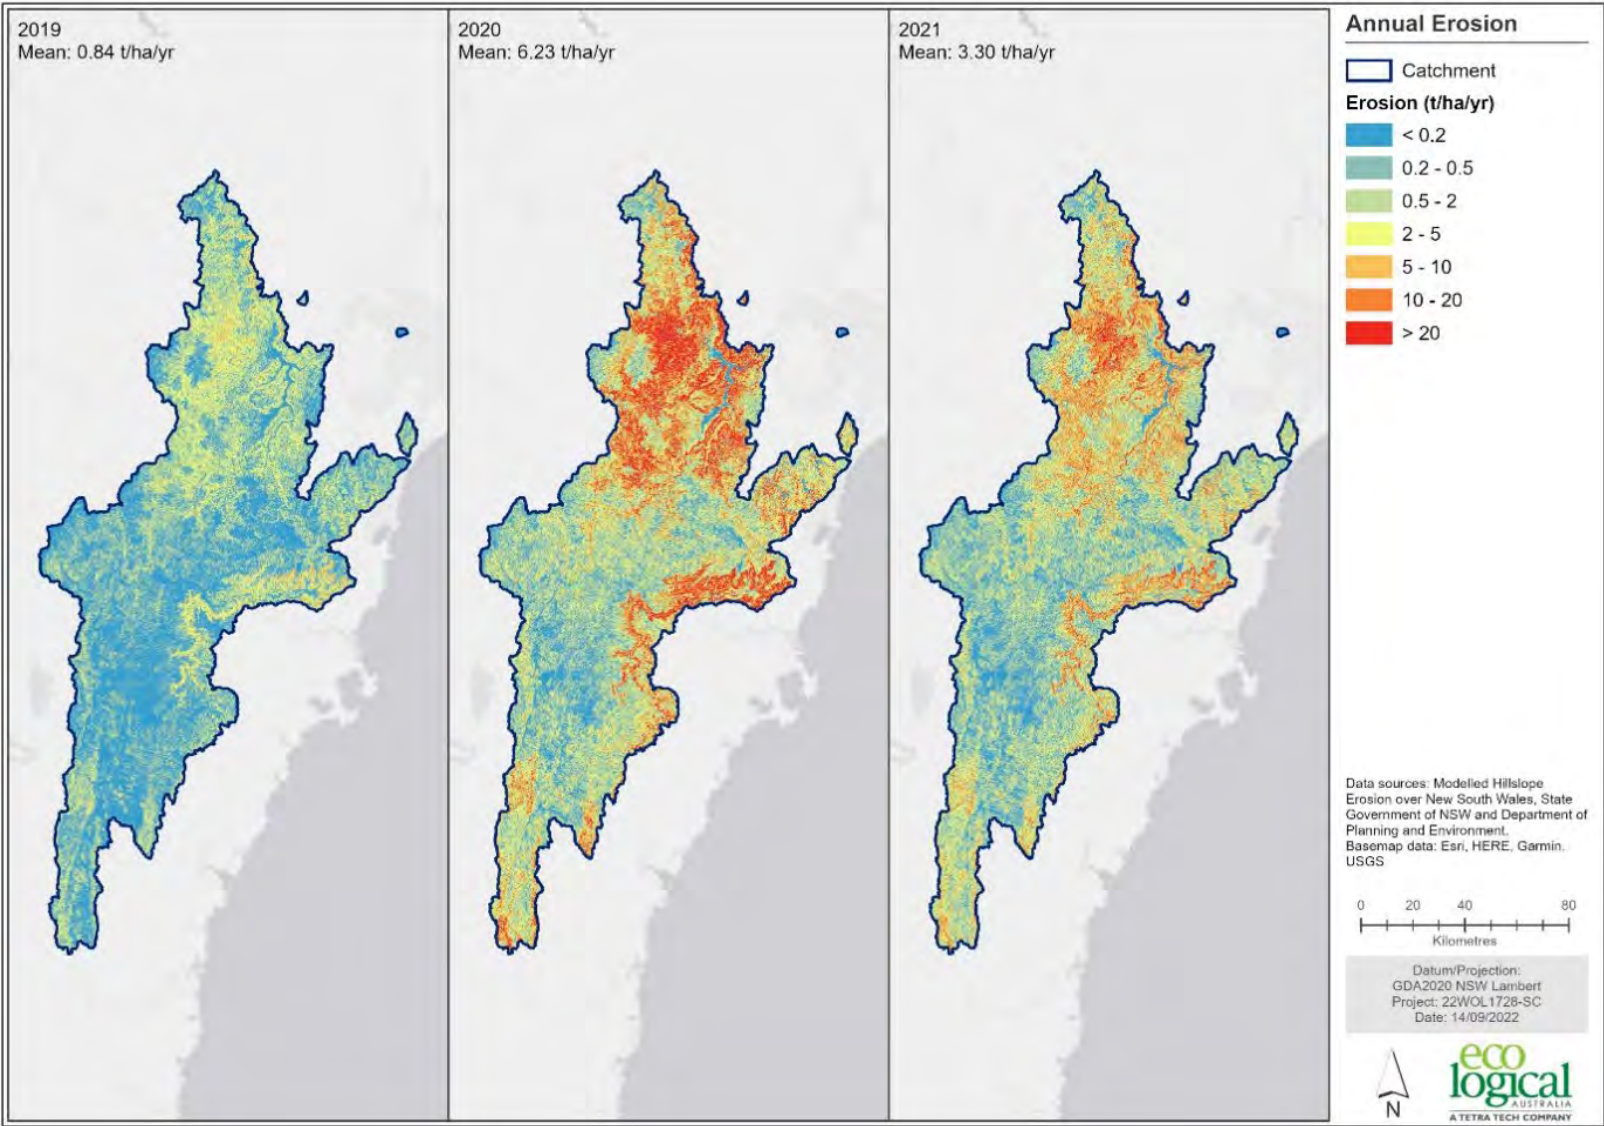 2019
Mean: 0.84 t/ha/yr
2020
Mean: 6.23 t/ha/yr
2021
Mean: 3.30 t/ha/yr
Annual Erosion
Catchment
Erosion (t/ha/yr)
< 0.2
0.2 - 0.5
0.5 - 2
2 - 5
5 - 10
10 - 20
> 20
Data sources: Modelled Hillslope
Erosion over New South Wales, State
Government of NSW and Department of
Planning and Environment.
Basemap data: Esri, HERE, Garmin,
USGS
0 20 40 80
Kilometres
Datum/Projection:
GDA2020 NSW Lambert
Project: 22WOL1728-SC
Date: 14/09/2022
N
eco
logical
AUSTRALIA
A TETRA TECH COMPANY